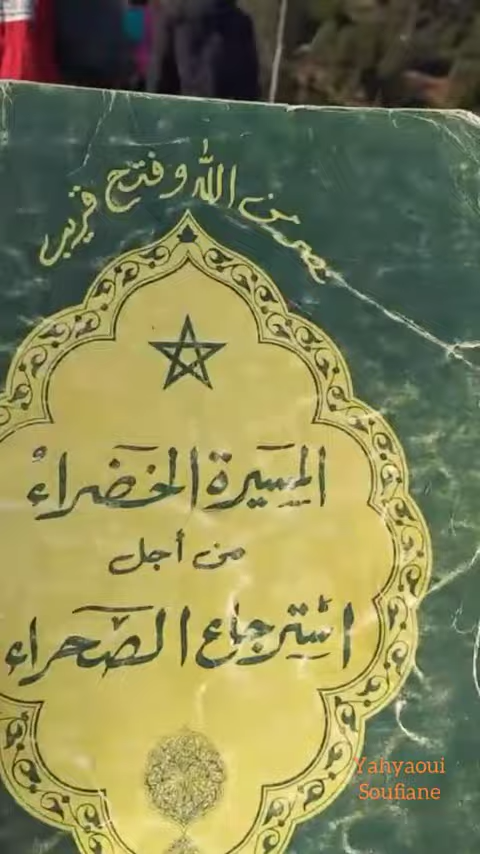 نصر من الله وفتح قريب
المسيرة الخضراء
من أجل
استرجاع الصحراء
Yahyaoui
Soufiane